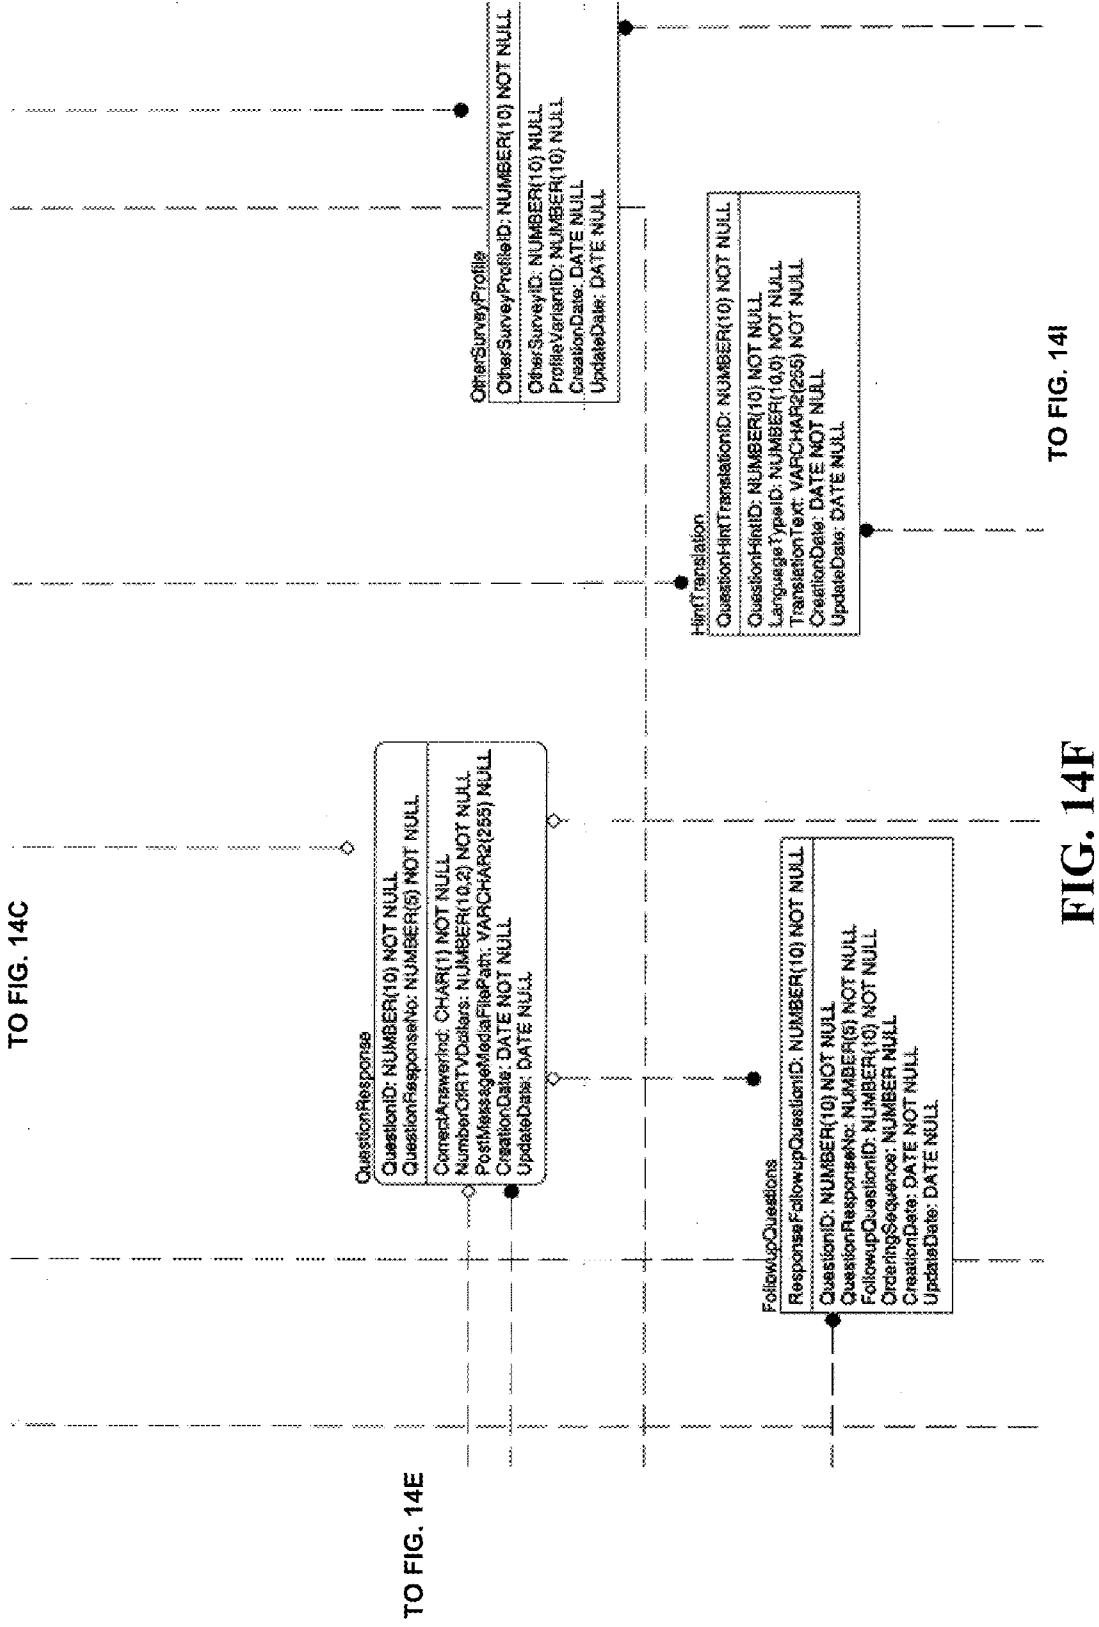 TO FIG. 14C
TO FIG. 14E
QuestionResponse
QuestionID: NUMBER(10) NOT NULL
QuestionResponseNo: NUMBER(5) NOT NULL
CorrectAnswerInd: CHAR(1) NOT NULL
NumberOfRTVDollars: NUMBER(10,2) NOT NULL
PostMessageMediaFilePath: VARCHAR2(255) NULL
CreationDate: DATE NOT NULL
UpdateDate: DATE NULL
OtherSurveyProfile
OtherSurveyProfileID: NUMBER(10) NOT NULL
OtherSurveyID: NUMBER(10) NULL
ProfileVariantID: NUMBER(10) NULL
CreationDate: DATE NULL
UpdateDate: DATE NULL
HintTranslation
QuestionHintTranslationID: NUMBER(10) NOT NULL
QuestionHintID: NUMBER(10) NOT NULL
LanguageTypeID: NUMBER(10,0) NOT NULL
TranslationText: VARCHAR2(255) NOT NULL
CreationDate: DATE NOT NULL
UpdateDate: DATE NULL
FollowupQuestions
ResponseFollowupQuestionID: NUMBER(10) NOT NULL
QuestionID: NUMBER(10) NOT NULL
QuestionResponseNo: NUMBER(5) NOT NULL
FollowupQuestionID: NUMBER(10) NOT NULL
OrderingSequence: NUMBER NULL
CreationDate: DATE NOT NULL
UpdateDate: DATE NULL
TO FIG. 14I
FIG. 14F